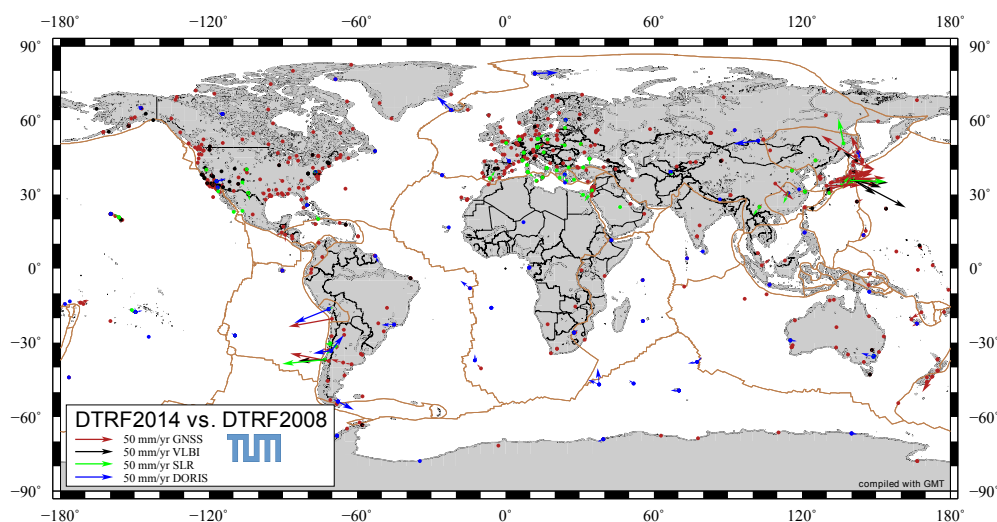 −180˚ −120˚ −60˚ 0˚ 60˚ 120˚ 180˚
90˚ 90˚
60˚ 60˚
30˚ 30˚
0˚ 0˚
−30˚ −30˚
−60˚ −60˚
−90˚ −90˚
DTRF2014 vs. DTRF2008
50 mm/yr GNSS
50 mm/yr VLBI
50 mm/yr SLR
50 mm/yr DORIS
TUM
compiled with GMT
−180˚ −120˚ −60˚ 0˚ 60˚ 120˚ 180˚